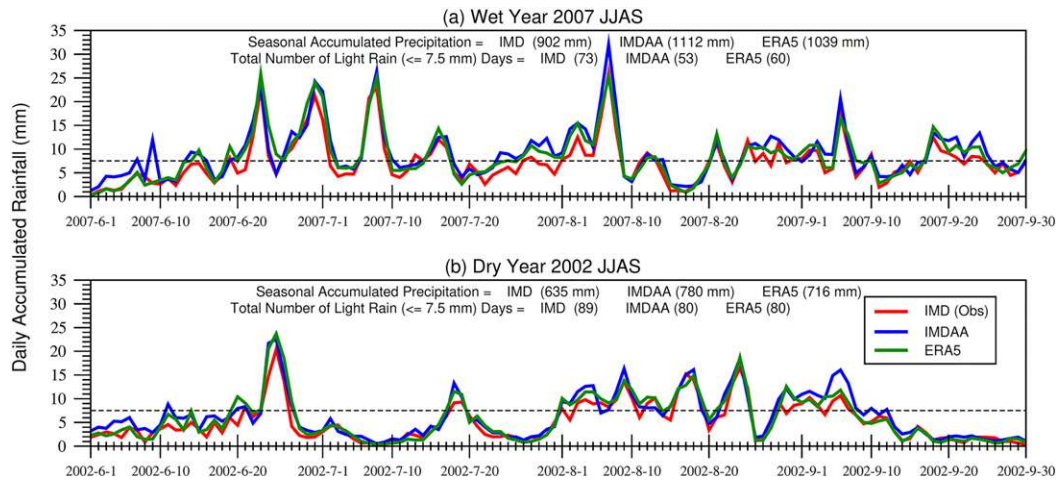 (a) Wet Year 2007 JJAS
Seasonal Accumulated Precipitation = IMD (902 mm) IMDAA (1112 mm) ERA5 (1039 mm)
Total Number of Light Rain (<= 7.5 mm) Days = IMD (73) IMDAA (53) ERA5 (60)
35
30
25
20
15
10
5
0
2007-6-1 2007-6-10 2007-6-20 2007-7-1 2007-7-10 2007-7-20 2007-8-1 2007-8-10 2007-8-20 2007-9-1 2007-9-10 2007-9-20 2007-9-30
Daily Accumulated Rainfall (mm)
(b) Dry Year 2002 JJAS
Seasonal Accumulated Precipitation = IMD (635 mm) IMDAA (780 mm) ERA5 (716 mm)
Total Number of Light Rain (<= 7.5 mm) Days = IMD (89) IMDAA (80) ERA5 (80)
IMD (Obs)
IMDAA
ERA5
35
30
25
20
15
10
5
0
2002-6-1 2002-6-10 2002-6-20 2002-7-1 2002-7-10 2002-7-20 2002-8-1 2002-8-10 2002-8-20 2002-9-1 2002-9-10 2002-9-20 2002-9-30